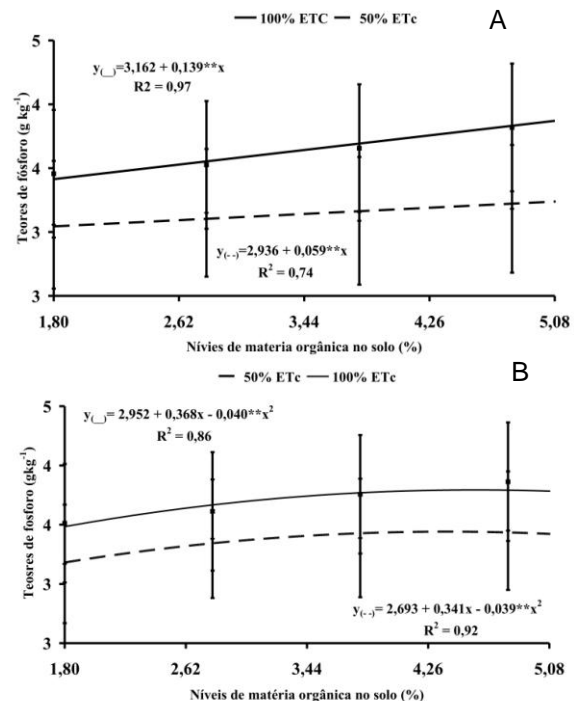 100% ETC 50% ETc
A
y(__)=3,162 + 0,139**x
R2 = 0,97
Teores de fósforo (g kg-1)
5
4
4
3
3
y(- -)=2,936 + 0,059**x
R² = 0,74
1,80 2,62 3,44 4,26 5,08
Nívies de materia orgânica no solo (%)
50% ETc 100% ETc
B
y(__)= 2,952 + 0,368x - 0,040**x²
R² = 0,86
Teosres de fosforo (gkg-1)
5
4
4
3
3
y(- -)= 2,693 + 0,341x - 0,039**x²
R² = 0,92
1,80 2,62 3,44 4,26 5,08
Níveis de matéria orgânica no solo (%)